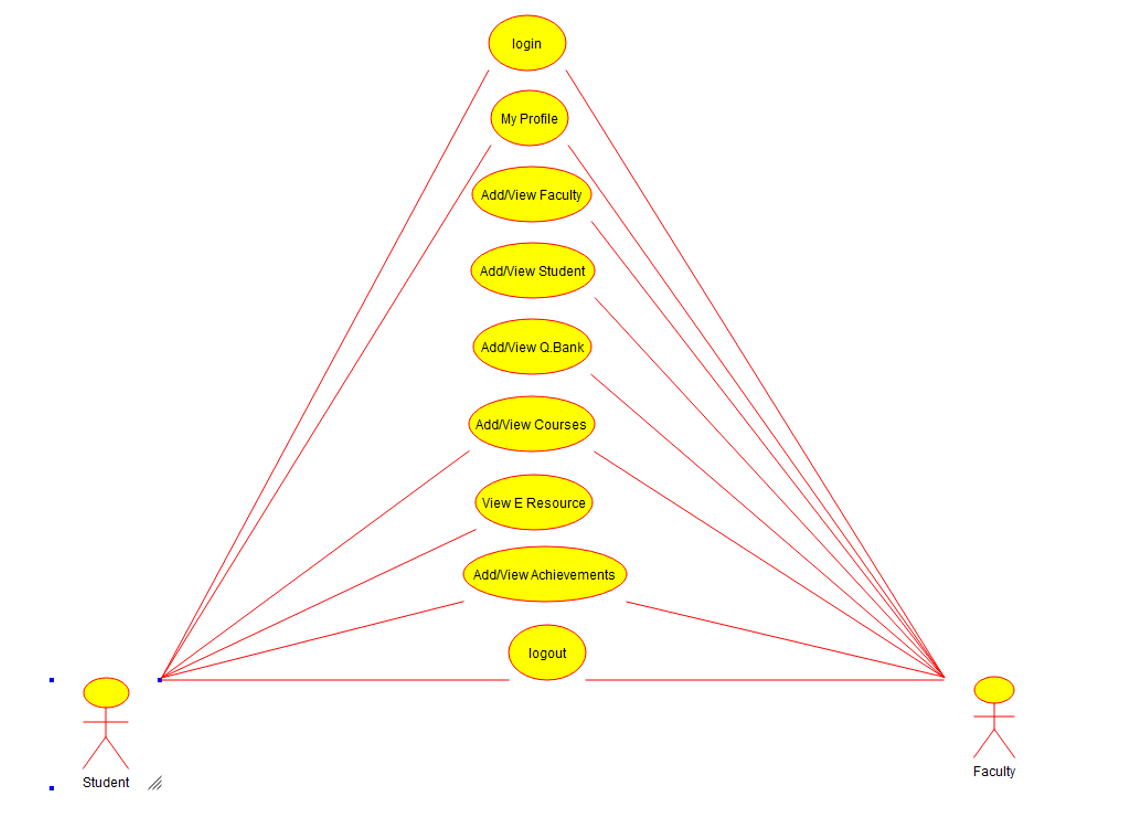 login
My Profile
Add/View Faculty
Add/View Student
Add/View Q.Bank
Add/View Courses
View E Resource
Add/View Achievements
logout
Student
Faculty